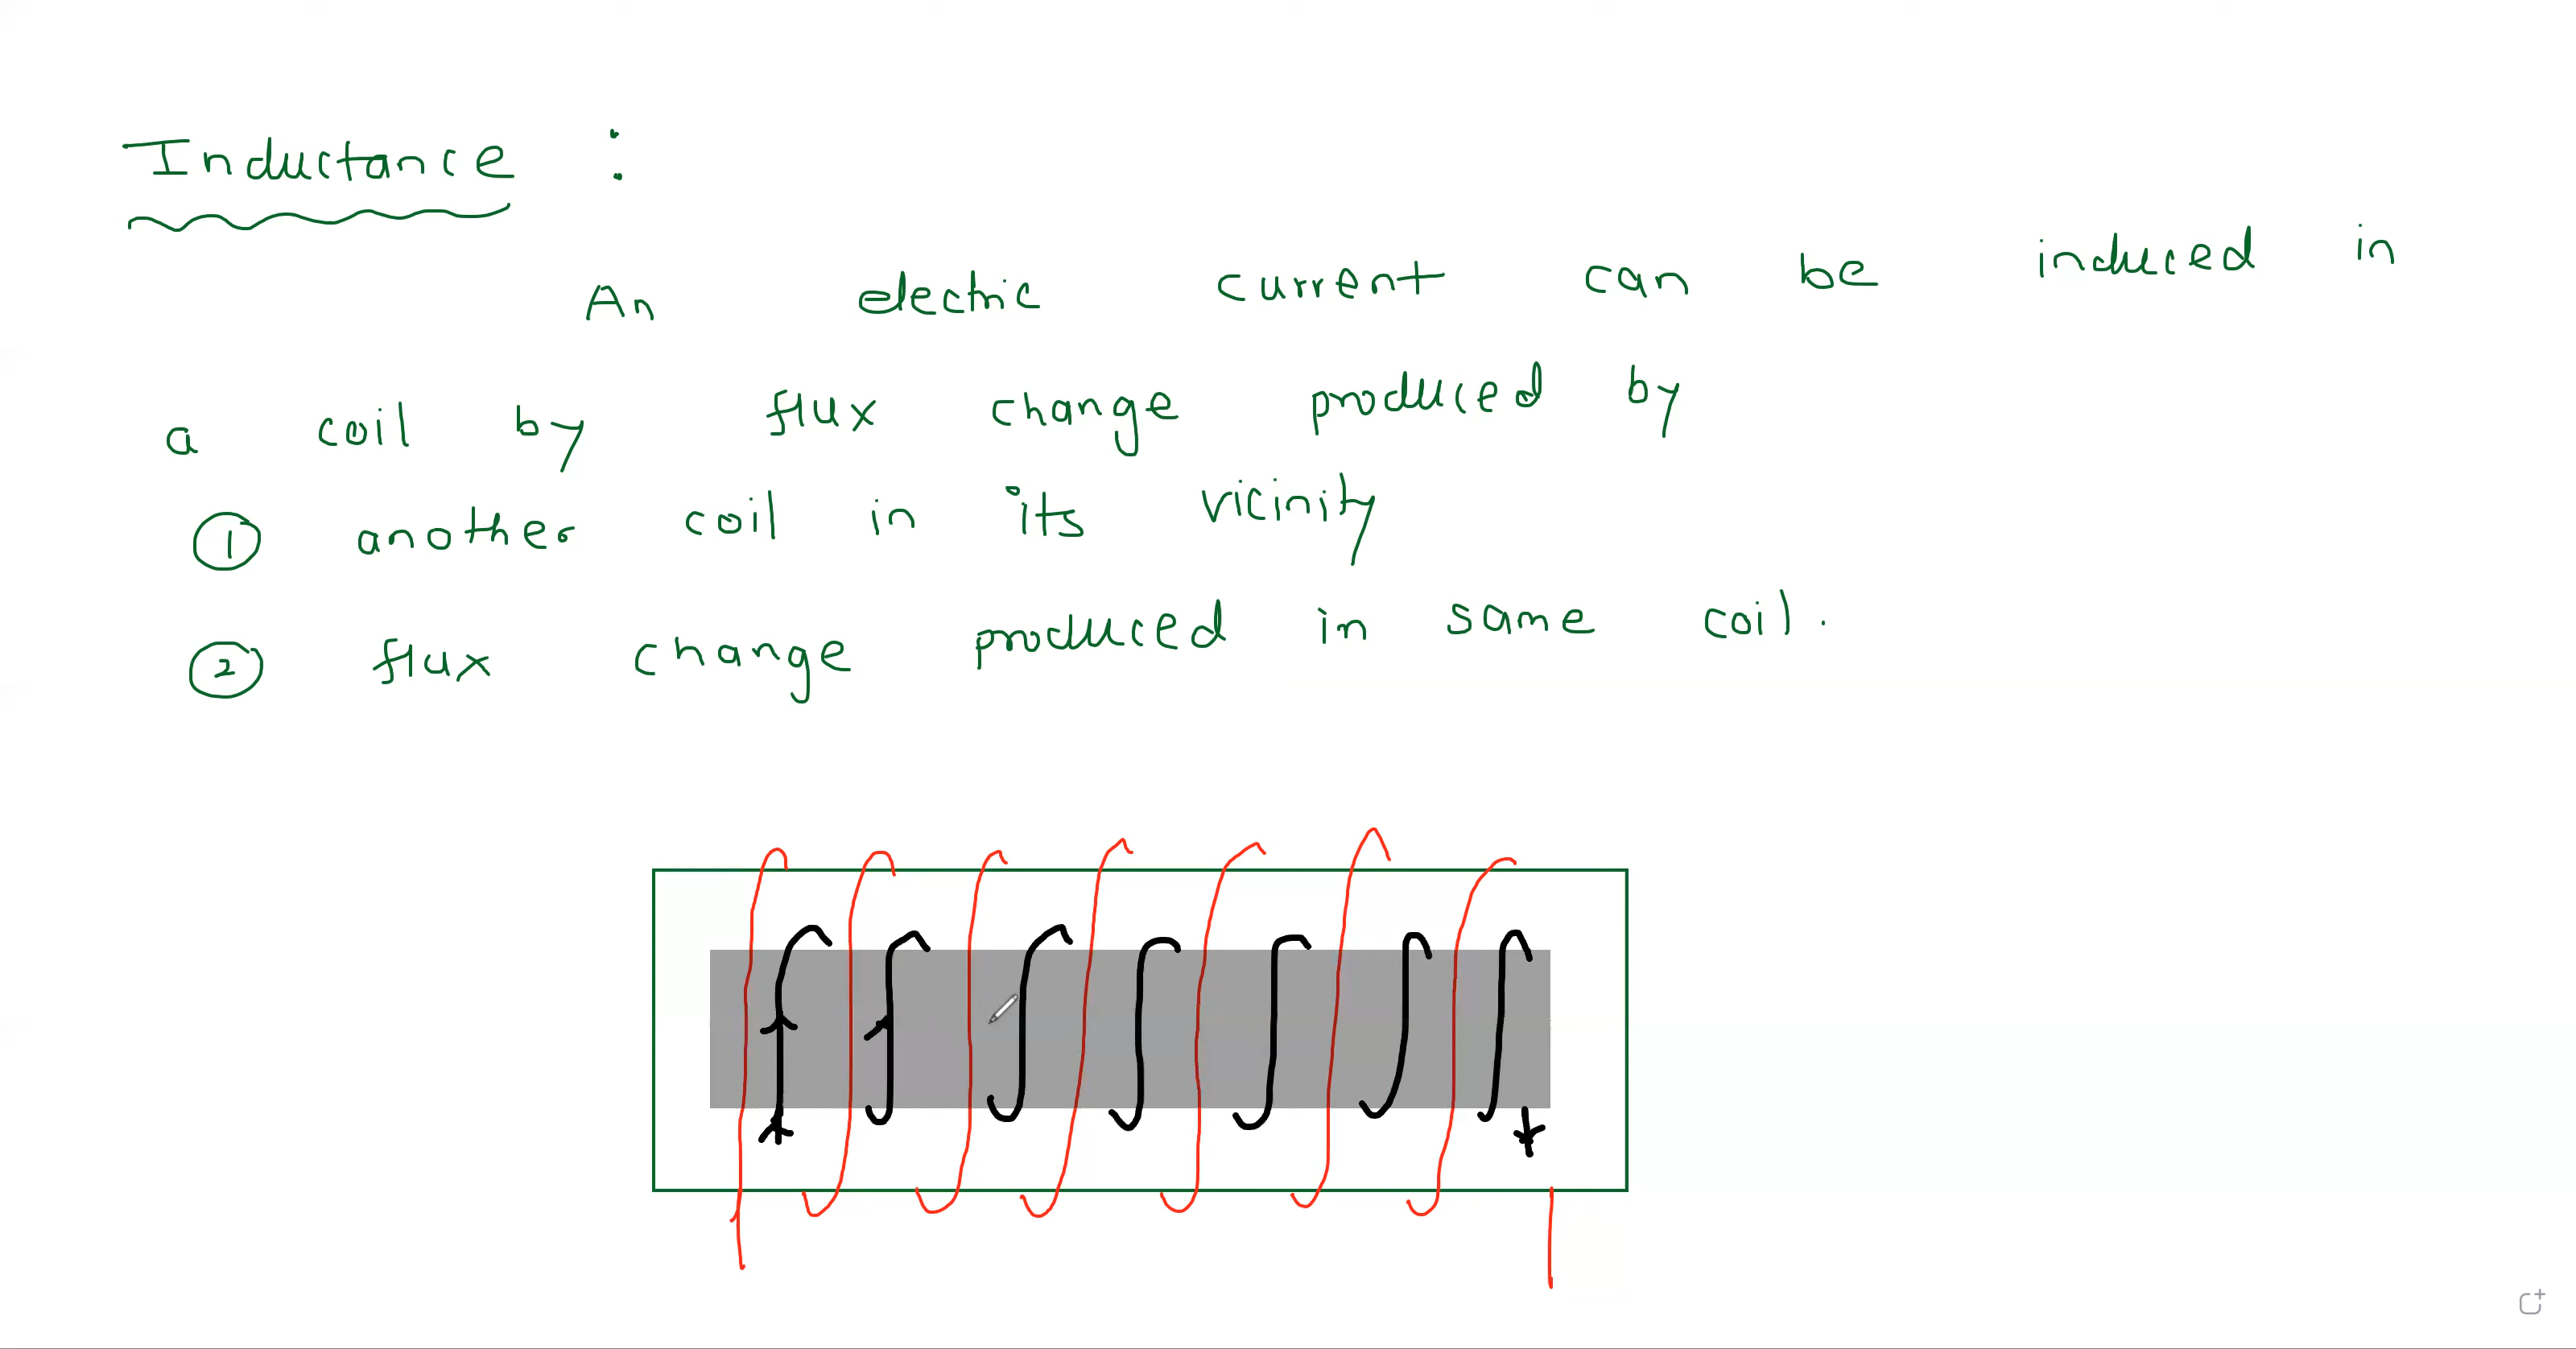 Inductance :
An electric current can be induced in
a coil by flux change produced by
1 another coil in its vicinity
2 flux change produced in same coil.